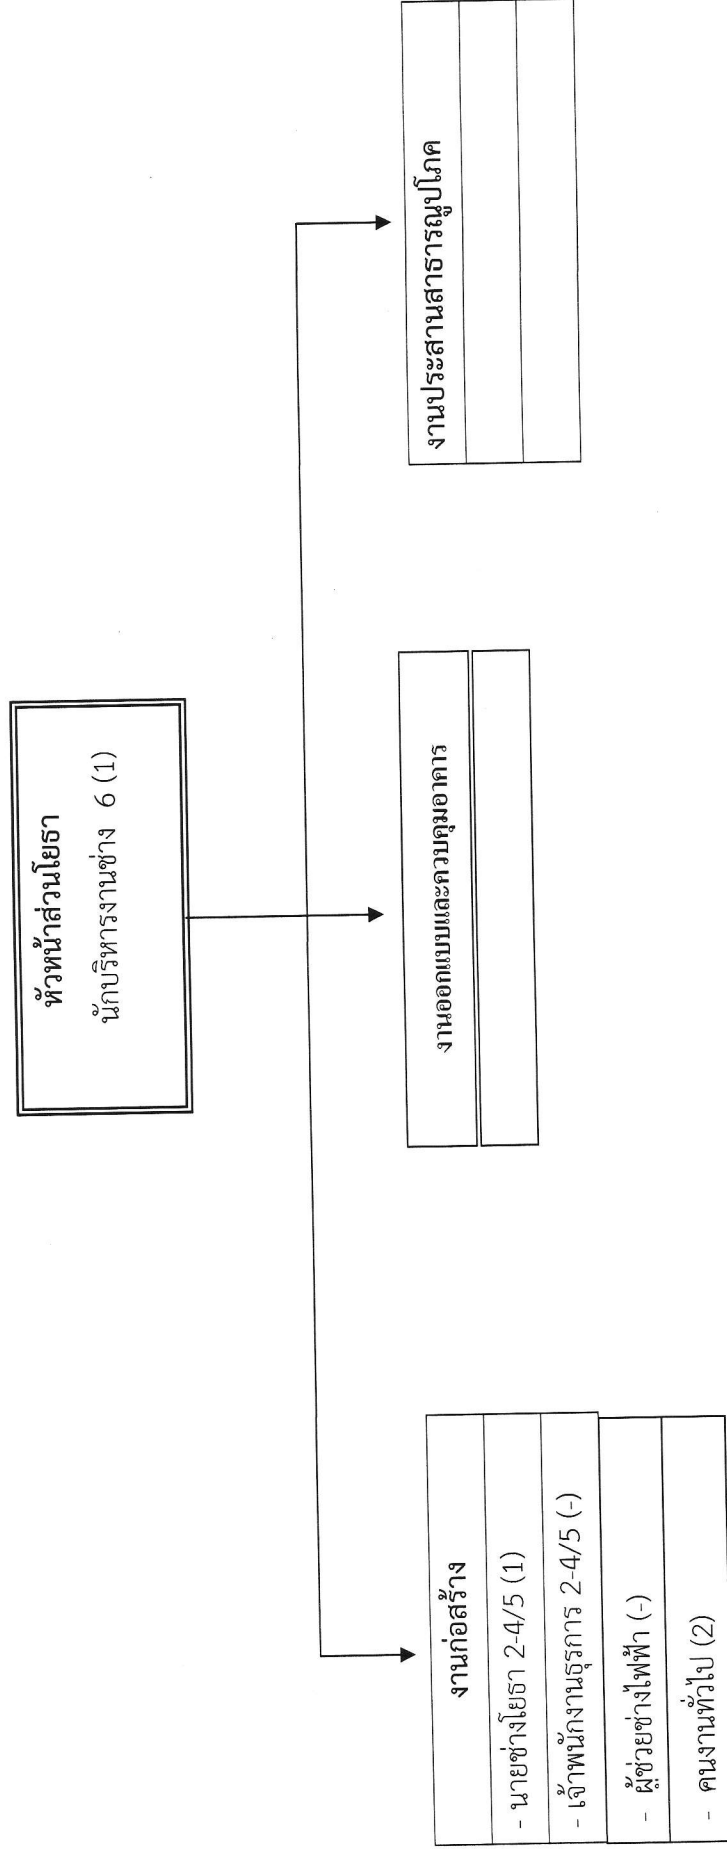 หัวหน้าส่วนโยธา
นักบริหารงานช่าง 6 (1)
งานก่อสร้าง
- นายช่างโยธา 2-4/5 (1)
- เจ้าพนักงานธุรการ 2-4/5 (-)
- ผู้ช่วยช่างไฟฟ้า (-)
- คนงานทั่วไป (2)
งานออกแบบและควบคุมอาคาร
งานประสานสาธารณูปโภค